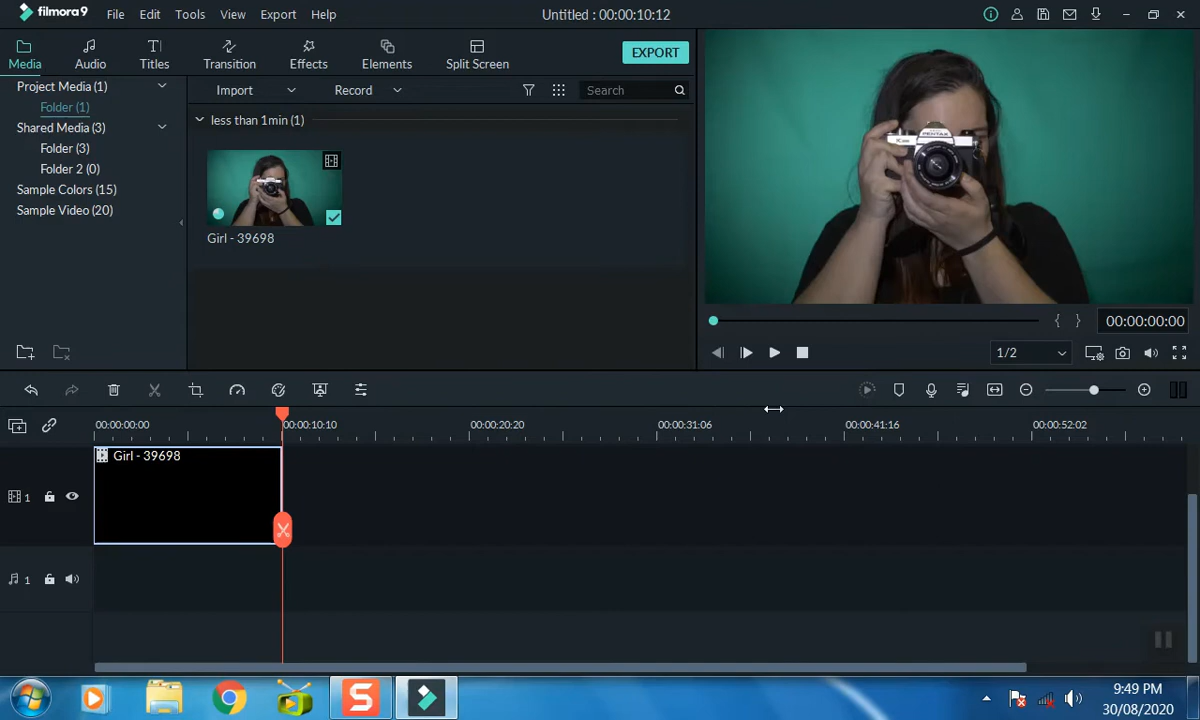 filmora9 File Edit Tools View Export Help Untitled : 00:00:10:12
Media Audio Titles Transition Effects Elements Split Screen EXPORT
Project Media (1)
Folder (1)
Shared Media (3)
Folder (3)
Folder 2 (0)
Sample Colors (15)
Sample Video (20)
Import Record Search
less than 1min (1)
Girl - 39698
PENTAX
00:00:00:00
1/2
00:00:00:00 00:00:10:10 00:00:20:20 00:00:31:06 00:00:41:16 00:00:52:02
Girl - 39698
1
1
9:49 PM
30/08/2020